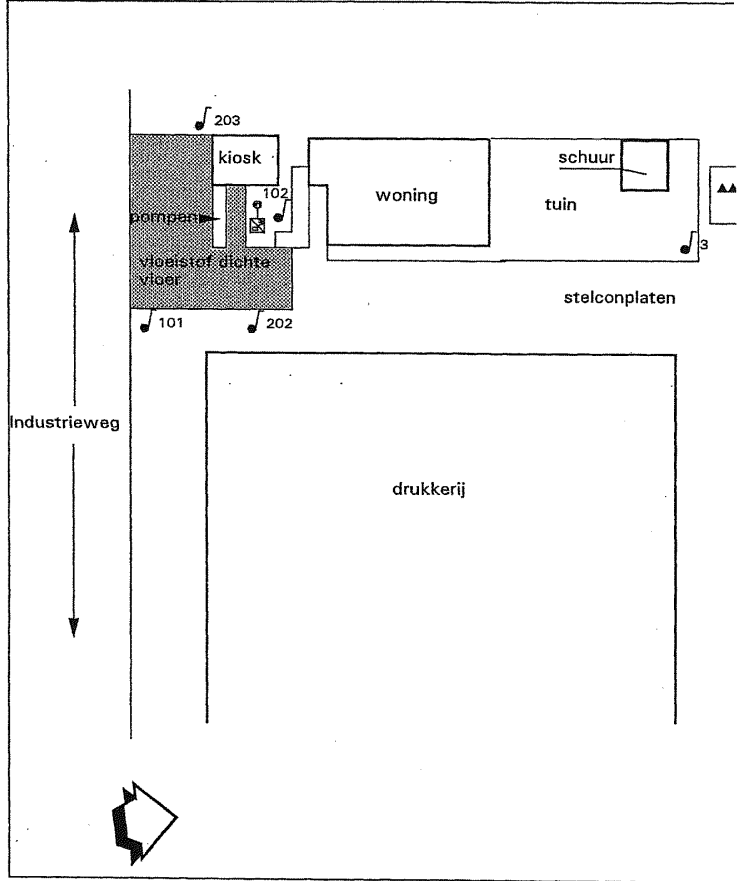 203
kiosk
schuur
102
woning
tuin
pompen
3
vloeistof dichte
vloer
stelconplaten
101
202
Industrieweg
drukkerij